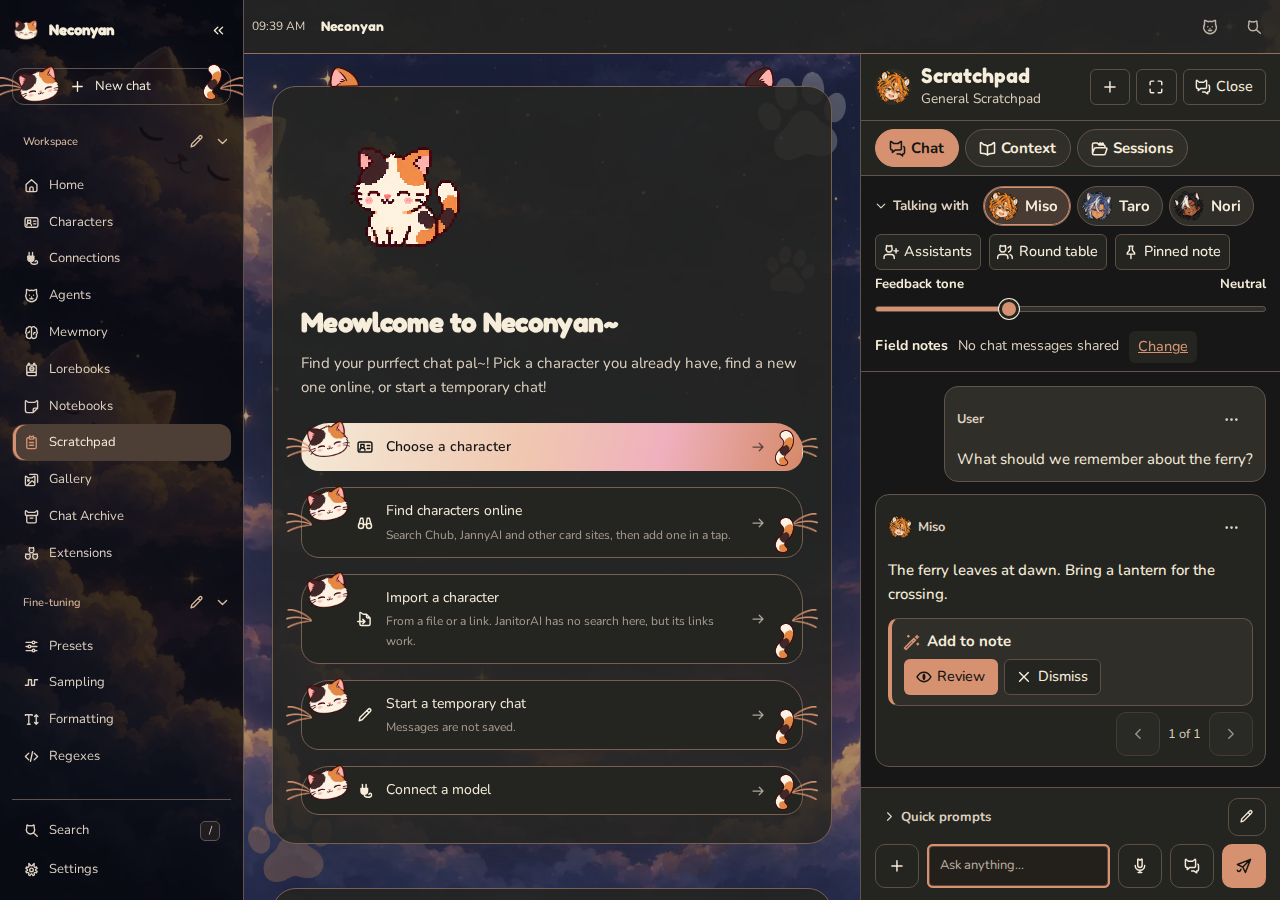 Neconyan
New chat
Workspace
Home
Characters
Connections
Agents
Mewmory
Lorebooks
Notebooks
Scratchpad
Gallery
Chat Archive
Extensions
Fine-tuning
Presets
Sampling
Formatting
Regexes
Search /
Settings
09:39 AM Neconyan
Meowlcome to Neconyan~
Find your purrfect chat pal~! Pick a character you already have, find a new
one online, or start a temporary chat!
Choose a character
Find characters online
Search Chub, JannyAI and other card sites, then add one in a tap.
Import a character
From a file or a link. JanitorAI has no search here, but its links
work.
Start a temporary chat
Messages are not saved.
Connect a model
Scratchpad
General Scratchpad
Close
Chat Context Sessions
Talking with Miso Taro Nori
Assistants Round table Pinned note
Feedback tone Neutral
Field notes No chat messages shared Change
User
What should we remember about the ferry?
Miso
The ferry leaves at dawn. Bring a lantern for the
crossing.
Add to note
Review Dismiss
1 of 1
Quick prompts
Ask anything...